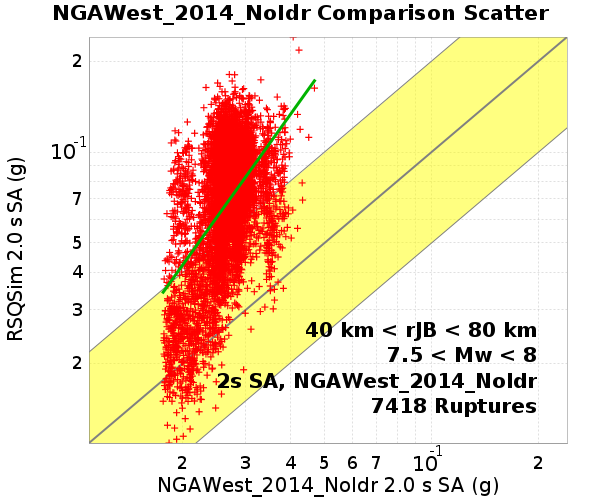 NGAWest_2014_NoIdr Comparison Scatter
RSQSim 2.0 s SA (g)
2
10-1
7
5
4
3
2
40 km < rJB < 80 km
7.5 < Mw < 8
2s SA, NGAWest_2014_NoIdr
7418 Ruptures
2 3 4 5 6 7 10-1 2
NGAWest_2014_NoIdr 2.0 s SA (g)